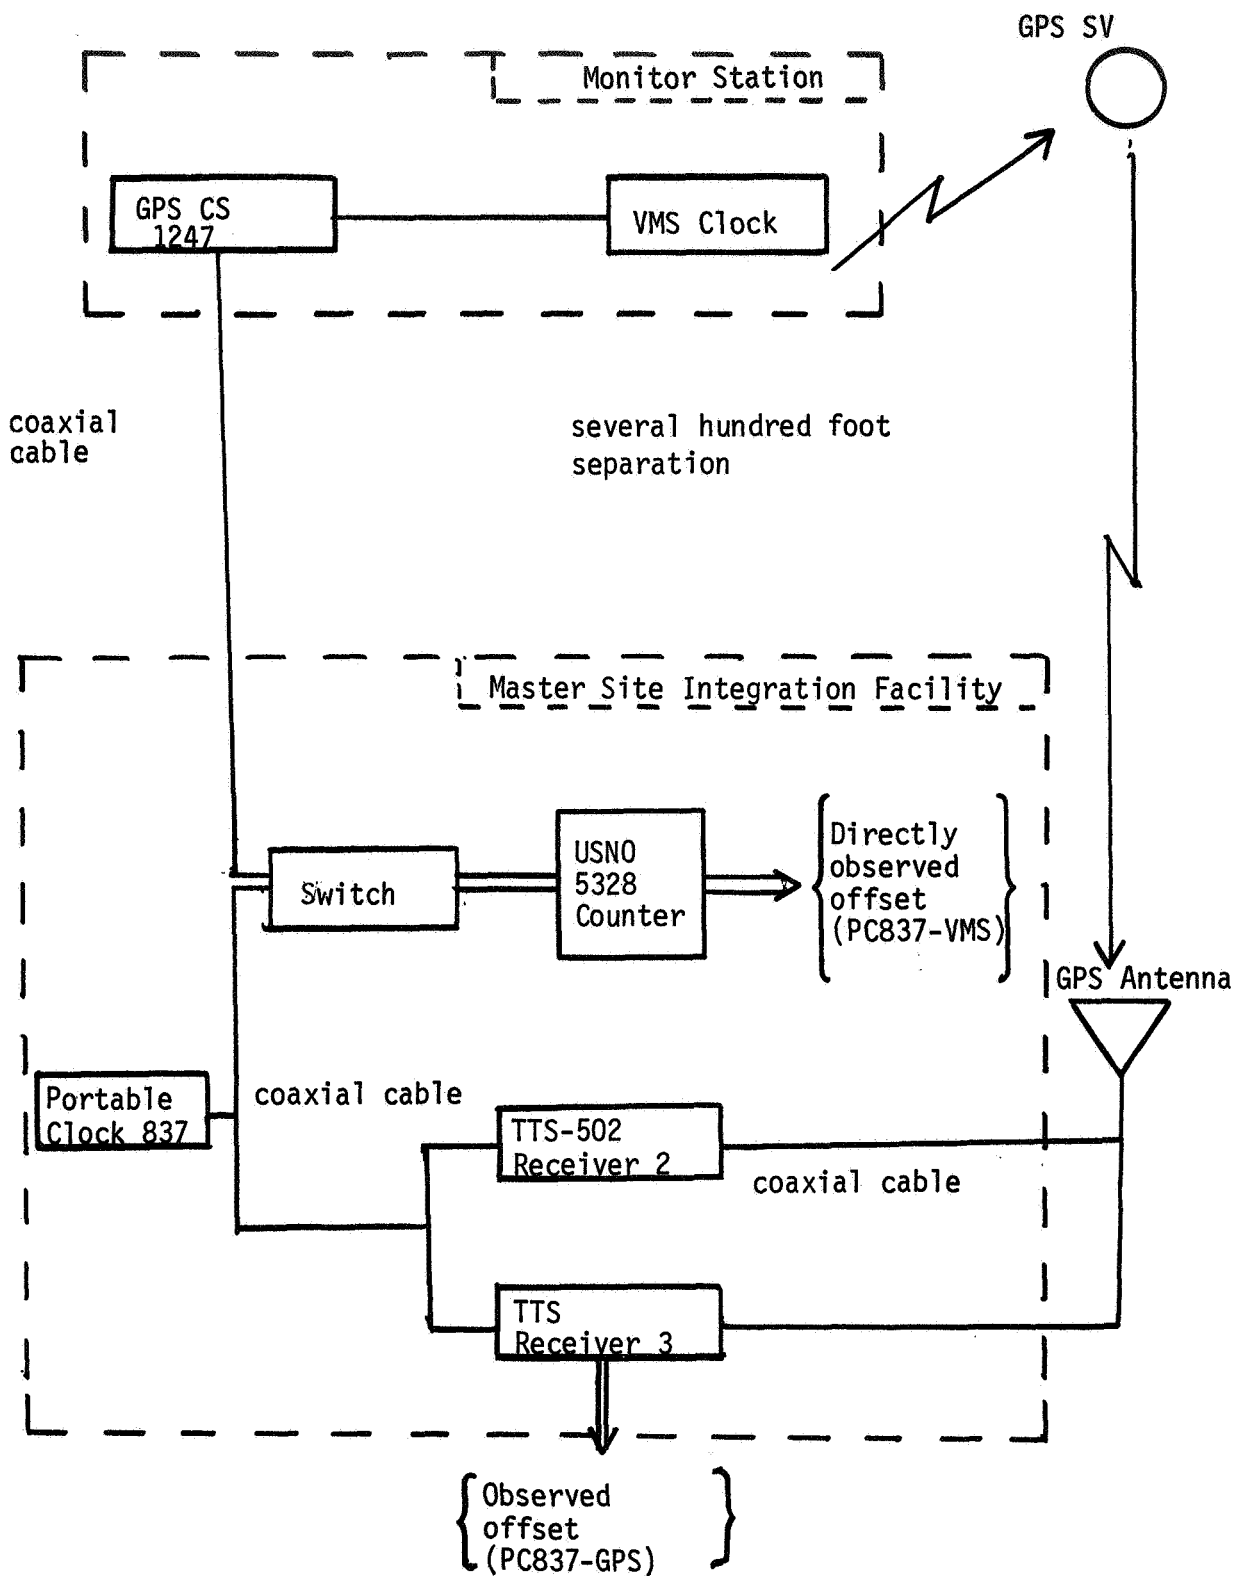 GPS SV
Monitor Station
GPS CS
1247
VMS Clock
coaxial
cable
several hundred foot
separation
Master Site Integration Facility
USNO
5328
Counter
Switch
Directly
observed
offset
(PC837-VMS)
GPS Antenna
Portable
Clock 837
coaxial cable
TTS-502
Receiver 2
coaxial cable
TTS
Receiver 3
Observed
offset
(PC837-GPS)